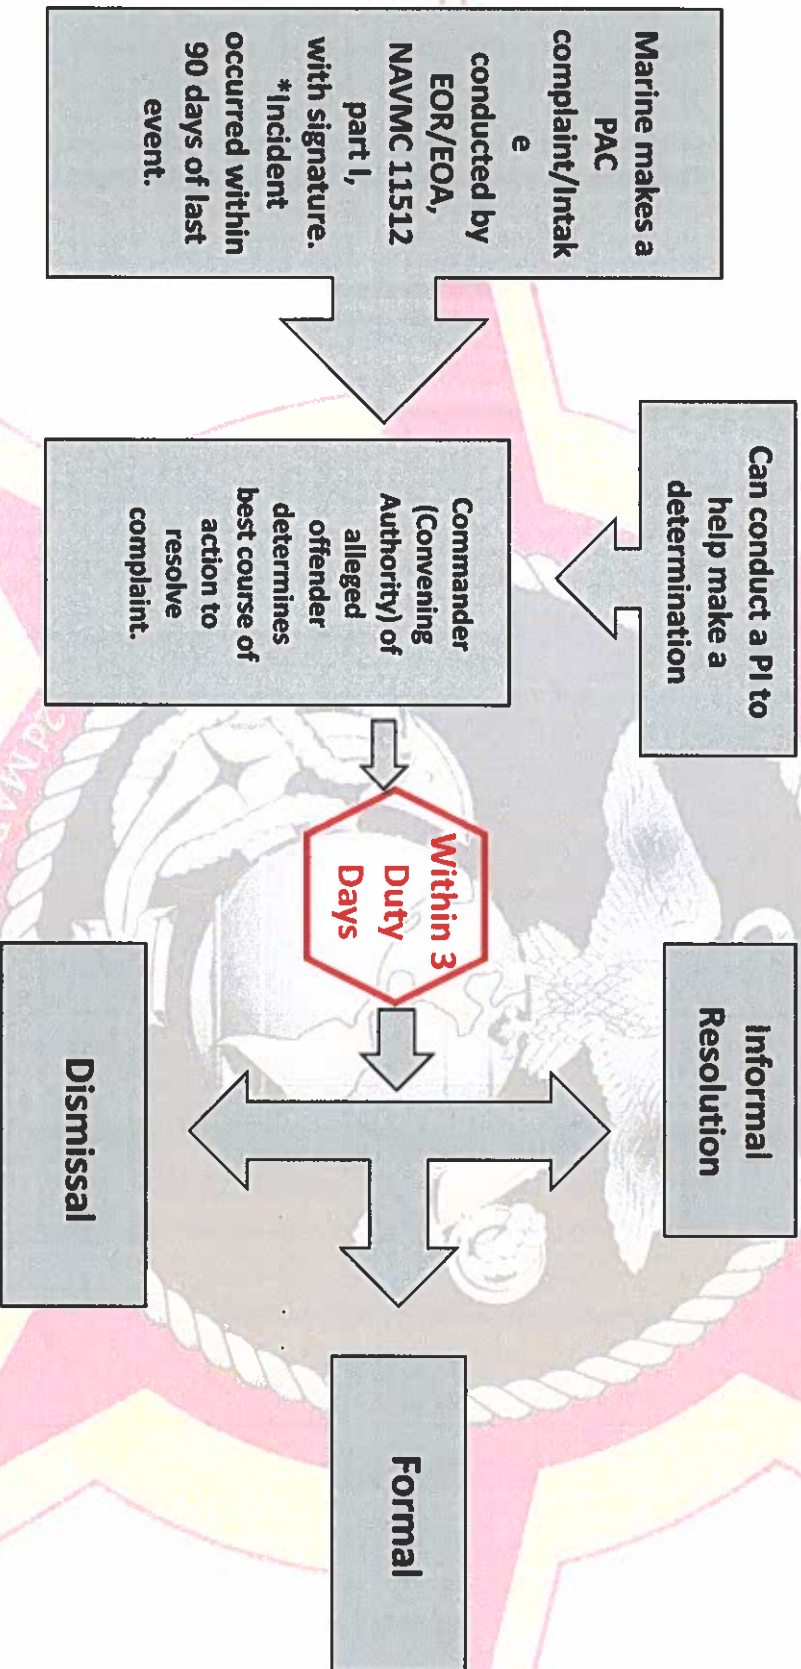 Marine makes a
PAC
complaint/Intak
e
conducted by
EOR/EOA,
NAVMC 11512
part I,
with signature.
*Incident
occurred within
90 days of last
event.
Can conduct a PI to
help make a
determination
Commander
(Convening
Authority) of
alleged
offender
determines
best course of
action to
resolve
complaint.
Within 3
Duty
Days
Informal
Resolution
Dismissal
Formal
2d MAR